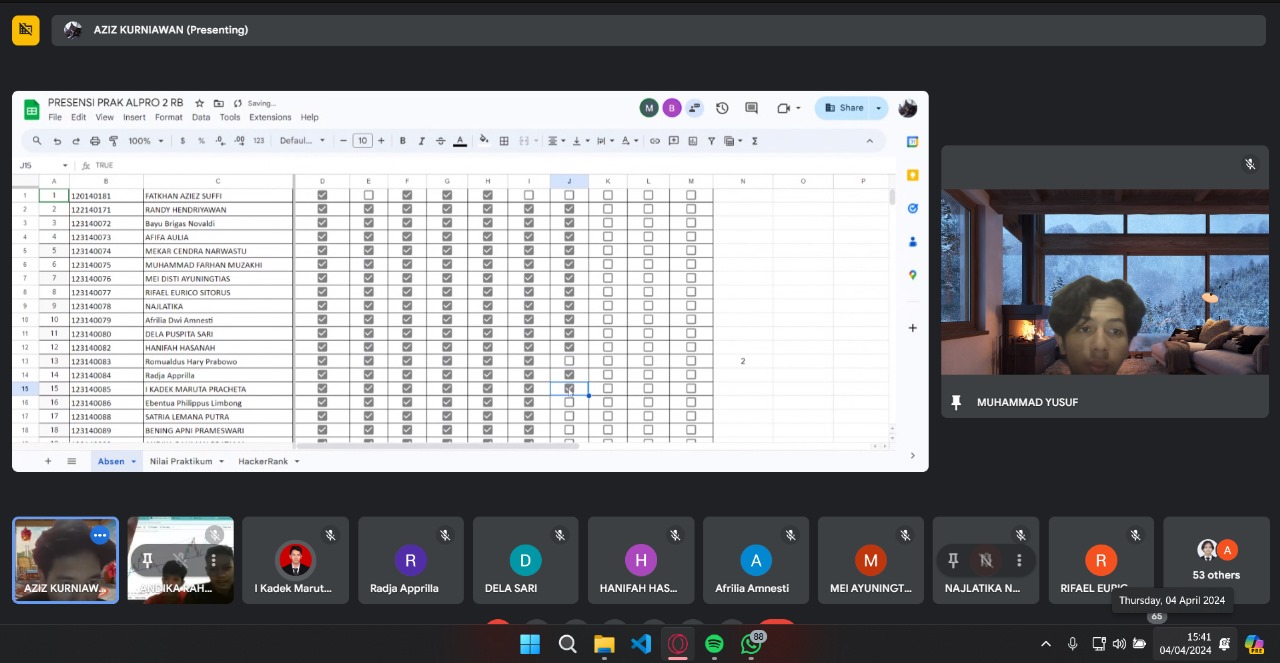 AZIZ KURNIAWAN (Presenting)
PRESENSI PRAK ALPRO 2 RB Saving...
M B Share
File Edit View Insert Format Data Tools Extensions Help
100% $ % .0 .00 123 Defaul... 10 B I A
J15 fx TRUE
A B C D E F G H I J K L M N O P
1 1 120140181 FATKHAN AZIEZ SUFFI
2 2 122140171 RANDY HENDRIYAWAN
3 3 123140072 Bayu Brigas Novaldi
4 4 123140073 AFIFA AULIA
5 5 123140074 MEKAR CENDRA NARWASTU
6 6 123140075 MUHAMMAD FARHAN MUZAKHI
7 7 123140076 MEI DISTI AYUNINGTIAS
8 8 123140077 RIFAEL EURICO SITORUS
9 9 123140078 NAJLATIKA
10 10 123140079 Afrilia Dwi Amnesti
11 11 123140080 DELA PUSPITA SARI
12 12 123140082 HANIFAH HASANAH
13 13 123140083 Romualdus Hary Prabowo 2
14 14 123140084 Radja Apprilla
15 15 123140085 I KADEK MARUTA PRACHETA
16 16 123140086 Ebentua Philippus Limbong
17 17 123140088 SATRIA LEMANA PUTRA
18 18 123140089 BENING APNI PRAMESWARI
Absen Nilai Praktikum HackerRank
MUHAMMAD YUSUF
AZIZ KURNIAW...
ANDIKA RAH...
I Kadek Marut...
R
Radja Apprilla
D
DELA SARI
H
HANIFAH HAS...
A
Afrilia Amnesti
M
MEI AYUNINGT...
NAJLATIKA N...
R
RIFAEL EURIC
A
53 others
Thursday, 04 April 2024
65
88
15:41
04/04/2024
PRE